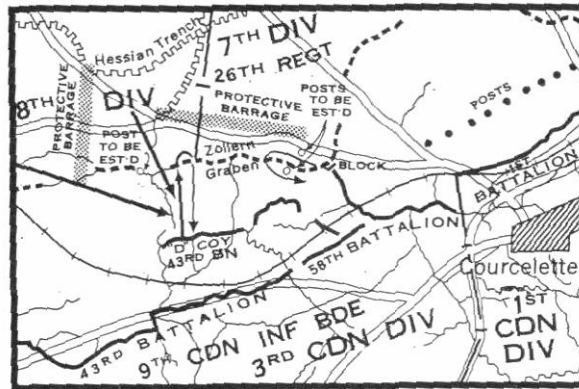 Hessian Trench
7TH DIV
26TH REGT
8TH
DIV
PROTECTIVE
BARRAGE
PROTECTIVE
BARRAGE
POSTS
TO BE
EST'D
POST
TO BE
EST'D
POSTS
Zollern
Graben
BLOCK
1ST
BATTALION
"D" COY
43RD BN
58TH BATTALION
Courcelette
43RD BATTALION
9TH CDN INF BDE
3RD CDN DIV
1ST
CDN
DIV